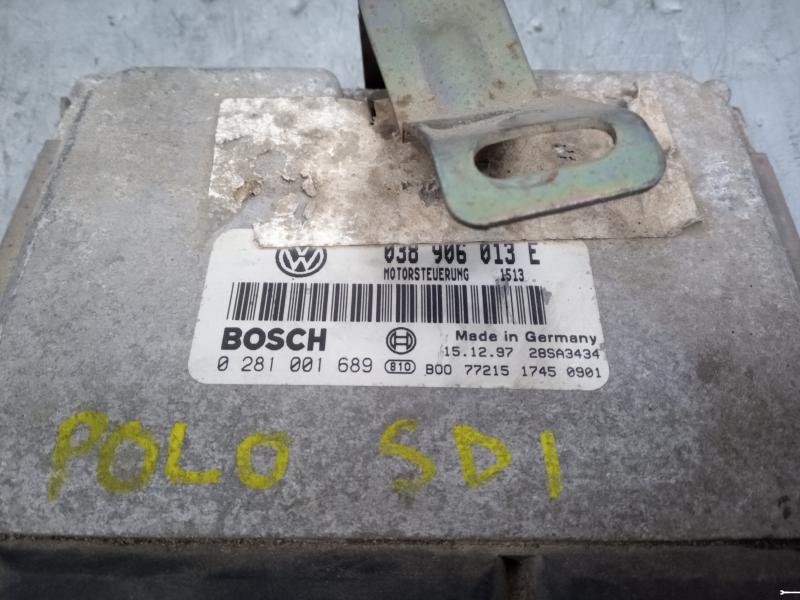 038 906 013 E
MOTORSTEUERUNG 1513
BOSCH
Made in Germany
15.12.97 28SA3434
0 281 001 689 810 B00 77215 1745 0901
POLO SDI